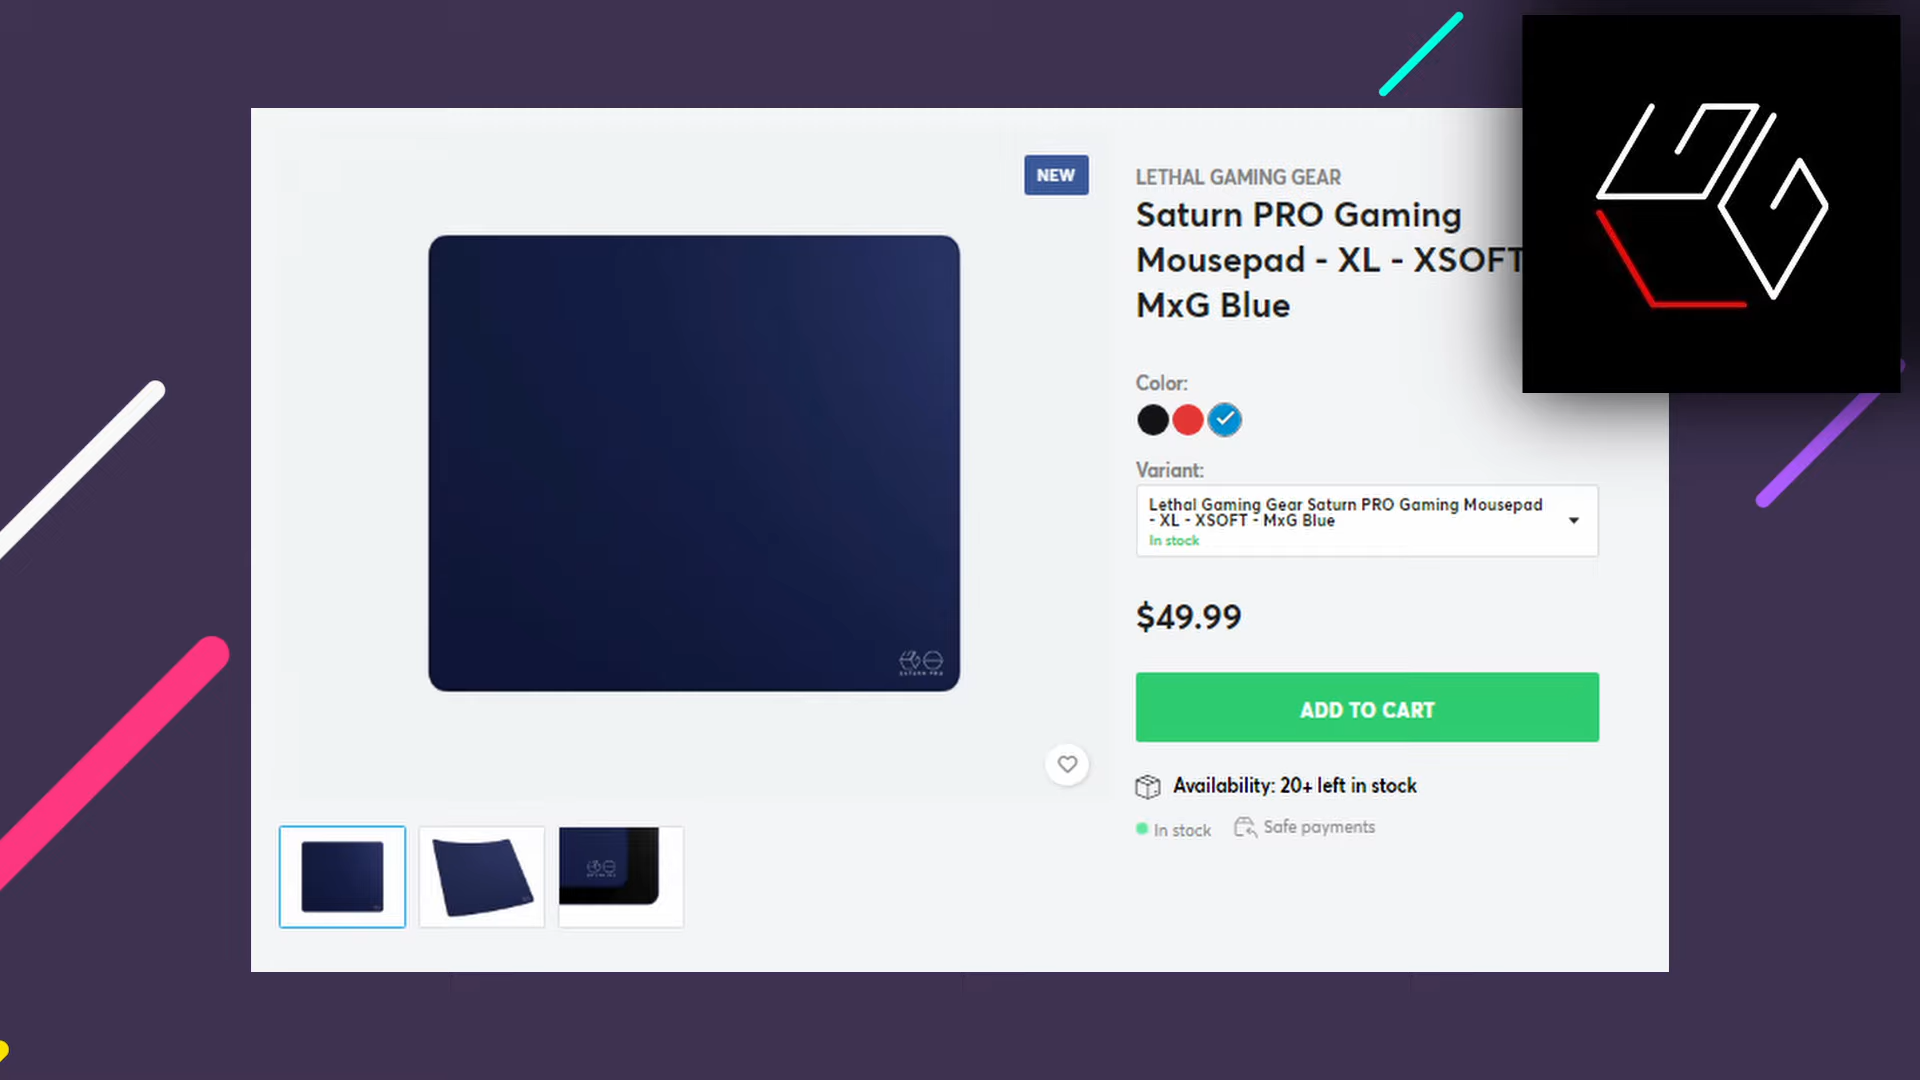 NEW
LETHAL GAMING GEAR
Saturn PRO Gaming
Mousepad - XL - XSOFT
MxG Blue
Color:
Variant:
Lethal Gaming Gear Saturn PRO Gaming Mousepad
- XL - XSOFT - MxG Blue
In stock
$49.99
ADD TO CART
Availability: 20+ left in stock
In stock
Safe payments
SATURN PRO